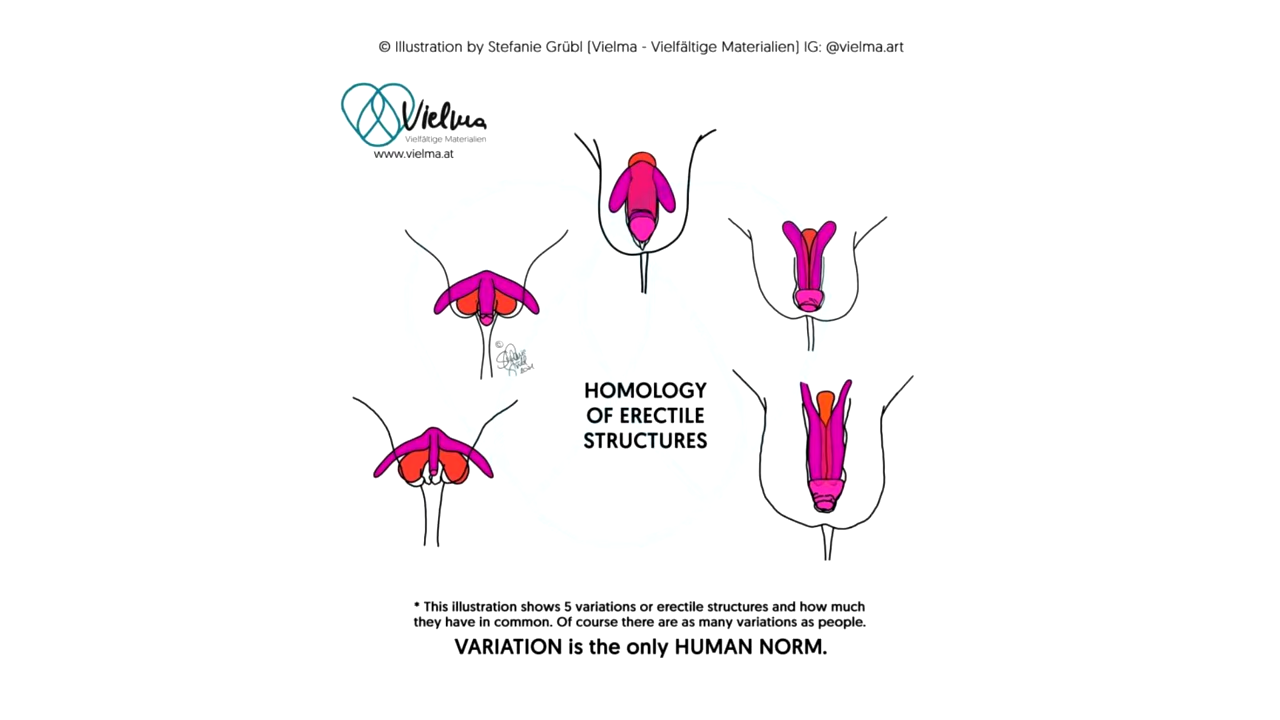 © Illustration by Stefanie Grübl (Vielma - Vielfältige Materialien) IG: @vielma.art
Vielma
Vielfältige Materialien
www.vielma.at
©
HOMOLOGY
OF ERECTILE
STRUCTURES
* This illustration shows 5 variations or erectile structures and how much
they have in common. Of course there are as many variations as people.
VARIATION is the only HUMAN NORM.